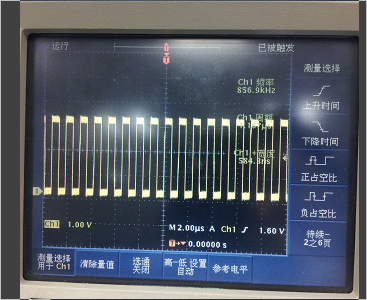 运行
已被触发
测量选择
Ch1 频率
856.9kHz
上升时间
Ch1 周期
下降时间
Ch1 +宽度
584.3ns
正占空比
1
负占空比
Ch1 1.00 V
M 2.00μs A Ch1 1.60 V
0.00000 s
待续-
2之6页
测量选择
用于 Ch1
清除量值
选通
关闭
高-低 设置
自动
参考电平